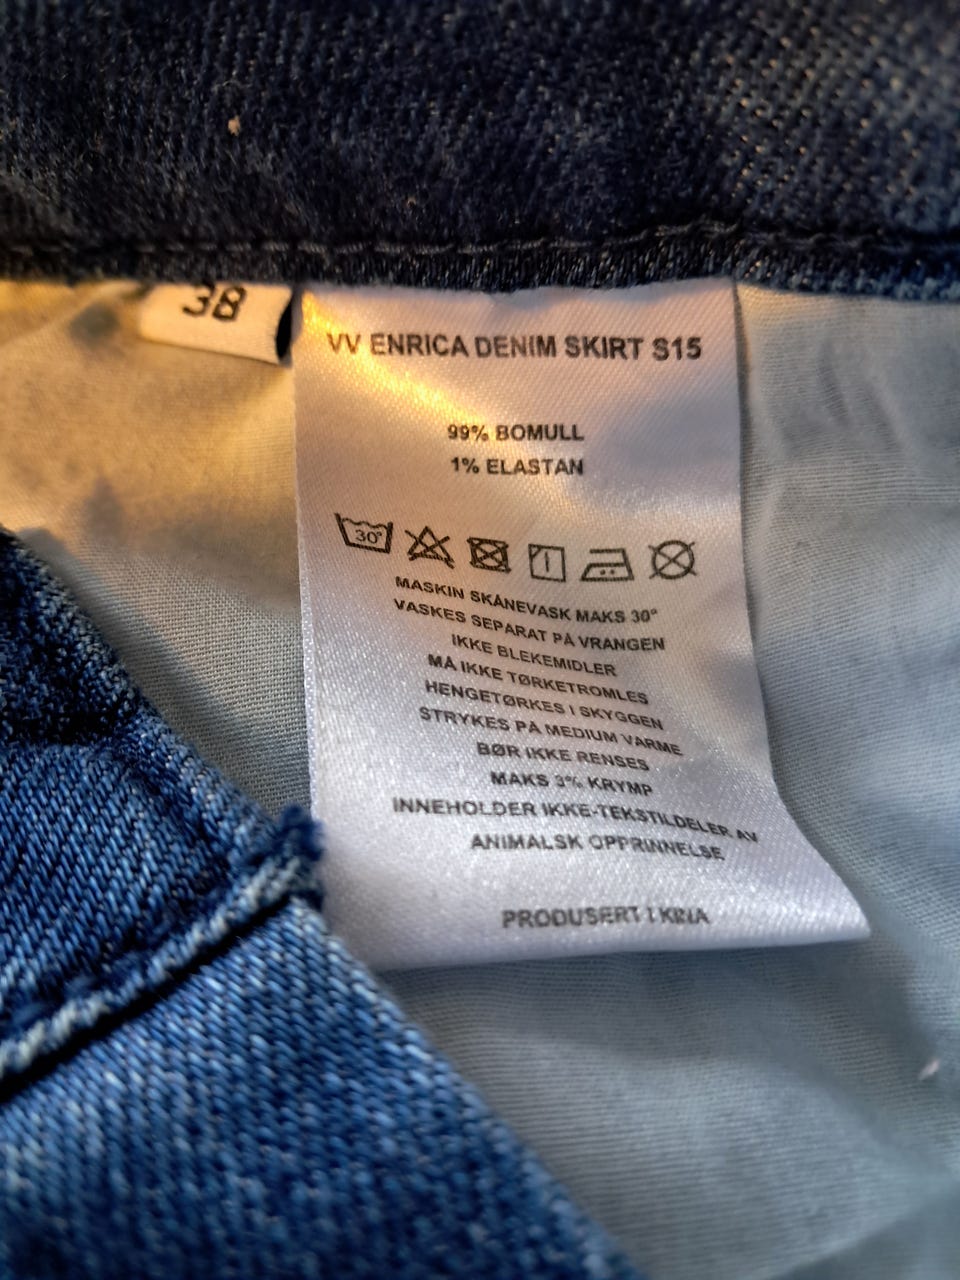 38
VV ENRICA DENIM SKIRT S15
99% BOMULL
1% ELASTAN
30°
MASKIN SKÅNEVASK MAKS 30°
VASKES SEPARAT PÅ VRANGEN
IKKE BLEKEMIDLER
MÅ IKKE TØRKETROMLES
HENGETØRKES I SKYGGEN
STRYKES PÅ MEDIUM VARME
BØR IKKE RENSES
MAKS 3% KRYMP
INNEHOLDER IKKE-TEKSTILDELER AV
ANIMALSK OPPRINNELSE
PRODUSERT I KINA